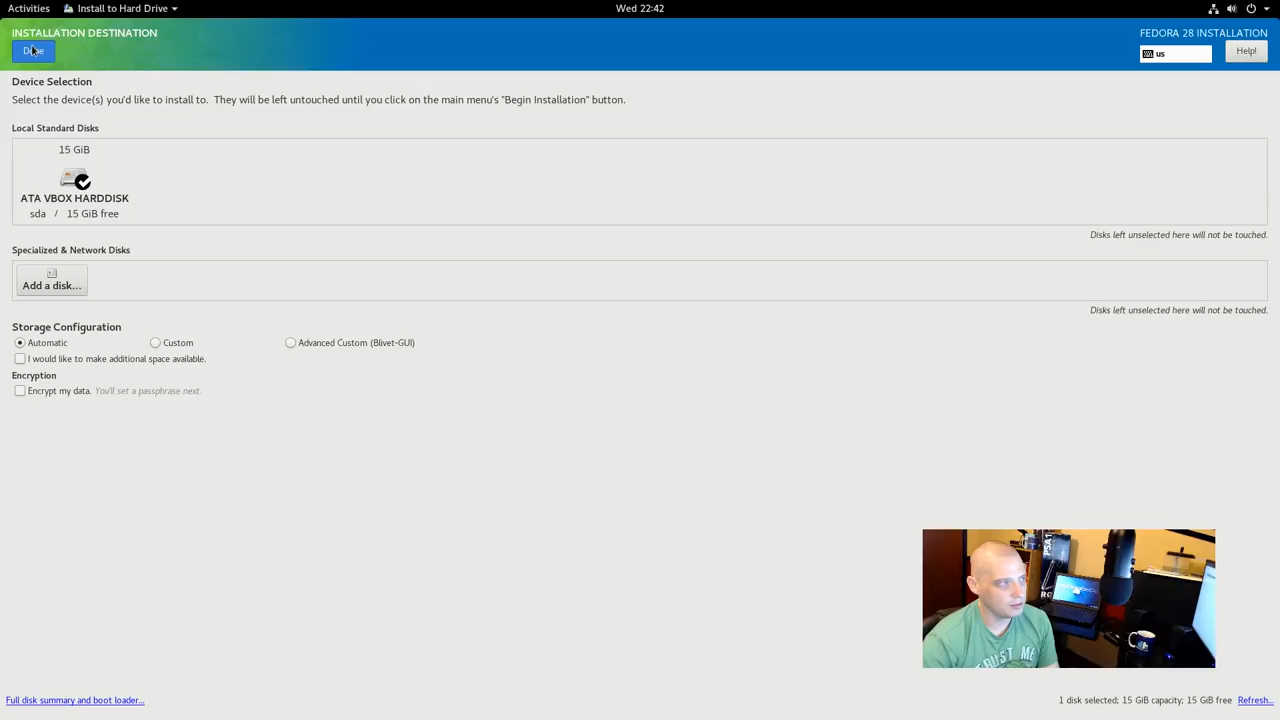 Activities
Install to Hard Drive
Wed 22:42
INSTALLATION DESTINATION
Done
FEDORA 28 INSTALLATION
us
Help!
Device Selection
Select the device(s) you'd like to install to. They will be left untouched until you click on the main menu's "Begin Installation" button.
Local Standard Disks
15 GiB
ATA VBOX HARDDISK
sda / 15 GiB free
Disks left unselected here will not be touched.
Specialized & Network Disks
Add a disk...
Disks left unselected here will not be touched.
Storage Configuration
Automatic
Custom
Advanced Custom (Blivet-GUI)
I would like to make additional space available.
Encryption
Encrypt my data. You'll set a passphrase next.
PSA1
TRUST ME
Full disk summary and boot loader...
1 disk selected; 15 GiB capacity; 15 GiB free
Refresh...